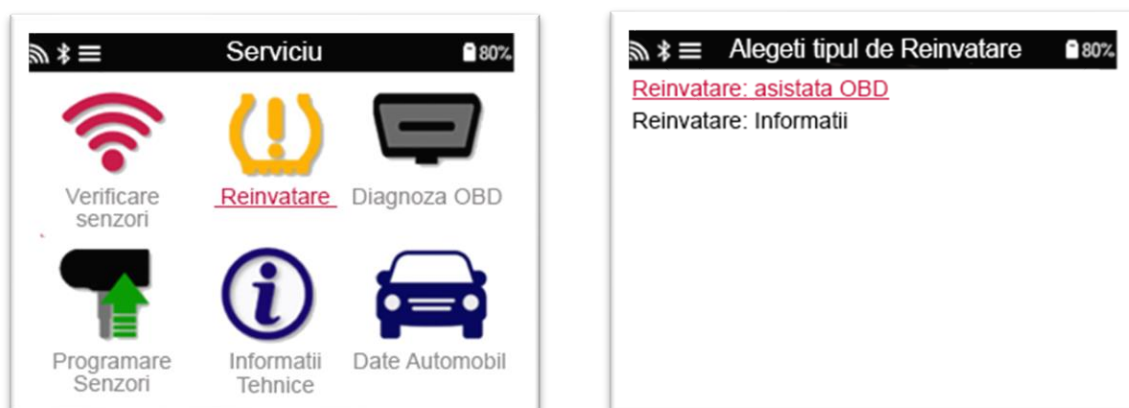 Serviciu
80%
Verificare
senzori
Reinvatare
Diagnoza OBD
Programare
Senzori
Informatii
Tehnice
Date Automobil
Alegeti tipul de Reinvatare
80%
Reinvatare: asistata OBD
Reinvatare: Informatii